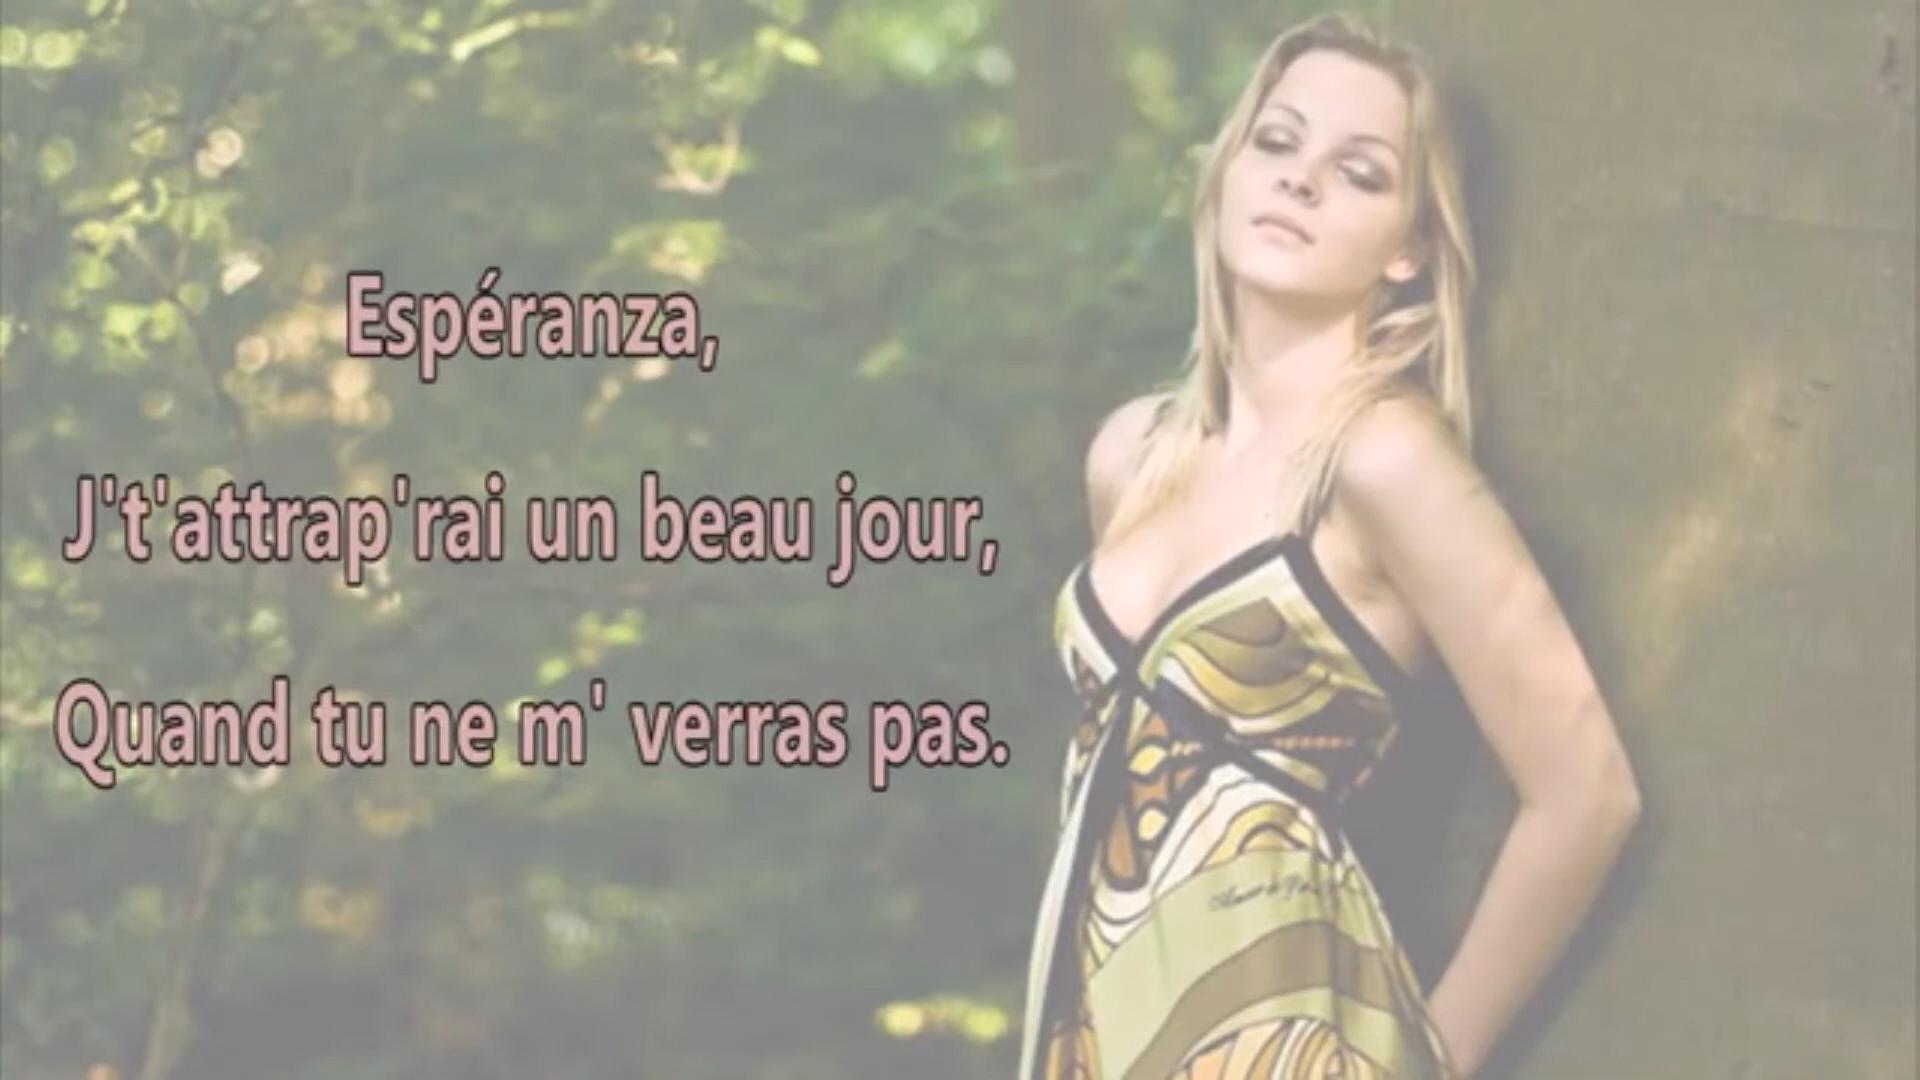 Espéranza,
J't'attrap'rai un beau jour,
Quand tu ne m' verras pas.